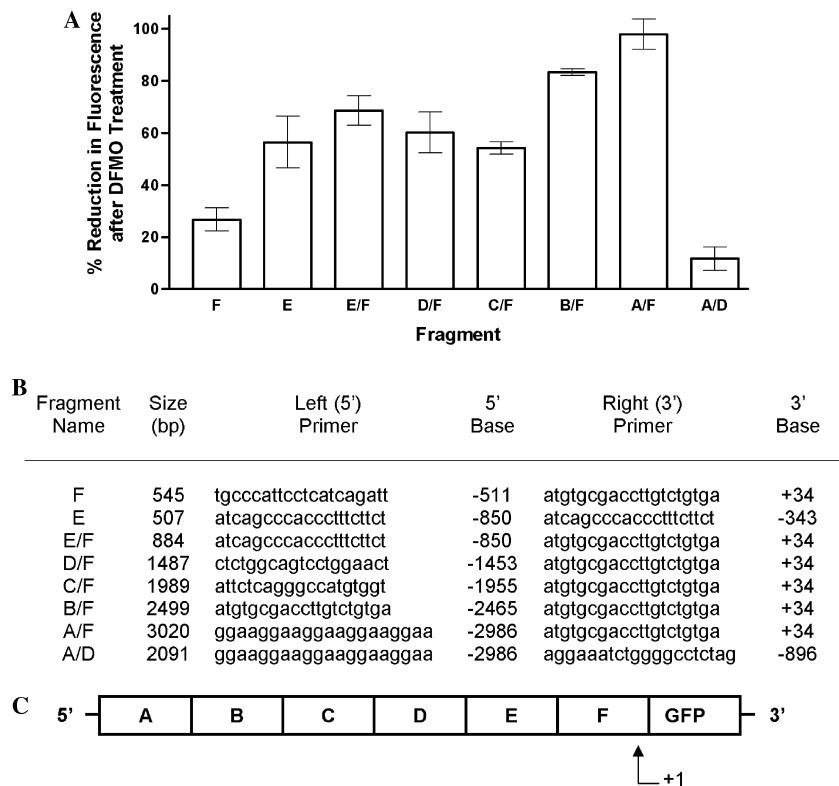 A
% Reduction in Fluorescence
after DFMO Treatment
100
80
60
40
20
0
F E E/F D/F C/F B/F A/F A/D
Fragment
B
Fragment Size Left (5') 5' Right (3') 3'
Name (bp) Primer Base Primer Base
F 545 tgcccattcctcatcagatt -511 atgtgcgaccttgtctgtga +34
E 507 atcagcccaccctttcttct -850 atcagcccaccctttcttct -343
E/F 884 atcagcccaccctttcttct -850 atgtgcgaccttgtctgtga +34
D/F 1487 ctctggcagtcctggaact -1453 atgtgcgaccttgtctgtga +34
C/F 1989 attctcagggccatgtggt -1955 atgtgcgaccttgtctgtga +34
B/F 2499 atgtgcgaccttgtctgtga -2465 atgtgcgaccttgtctgtga +34
A/F 3020 ggaaggaaggaaggaaggaa -2986 atgtgcgaccttgtctgtga +34
A/D 2091 ggaaggaaggaaggaaggaa -2986 aggaaatctggggcctctag -896
C
5' A B C D E F GFP 3'
+1